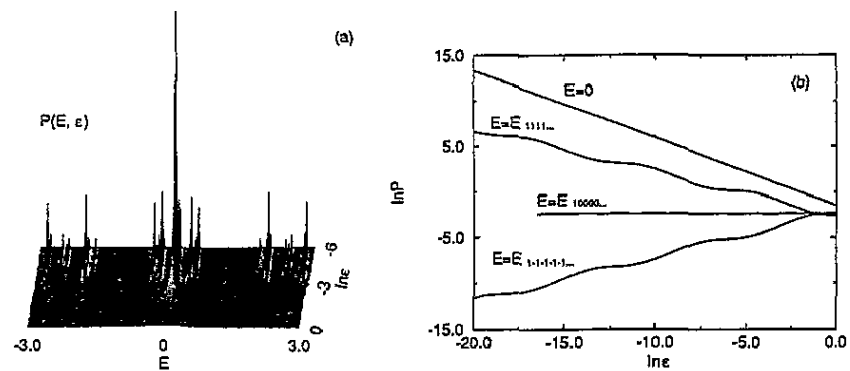 (a)
P(E, ε)
-6
-3
lnε
0
-3.0
0
3.0
E
15.0
(b)
E=0
5.0
E=E 1111...
lnP
E=E 10000...
-5.0
E=E 1-1-1-1-1...
-15.0
-20.0
-15.0
-10.0
-5.0
0.0
lnε